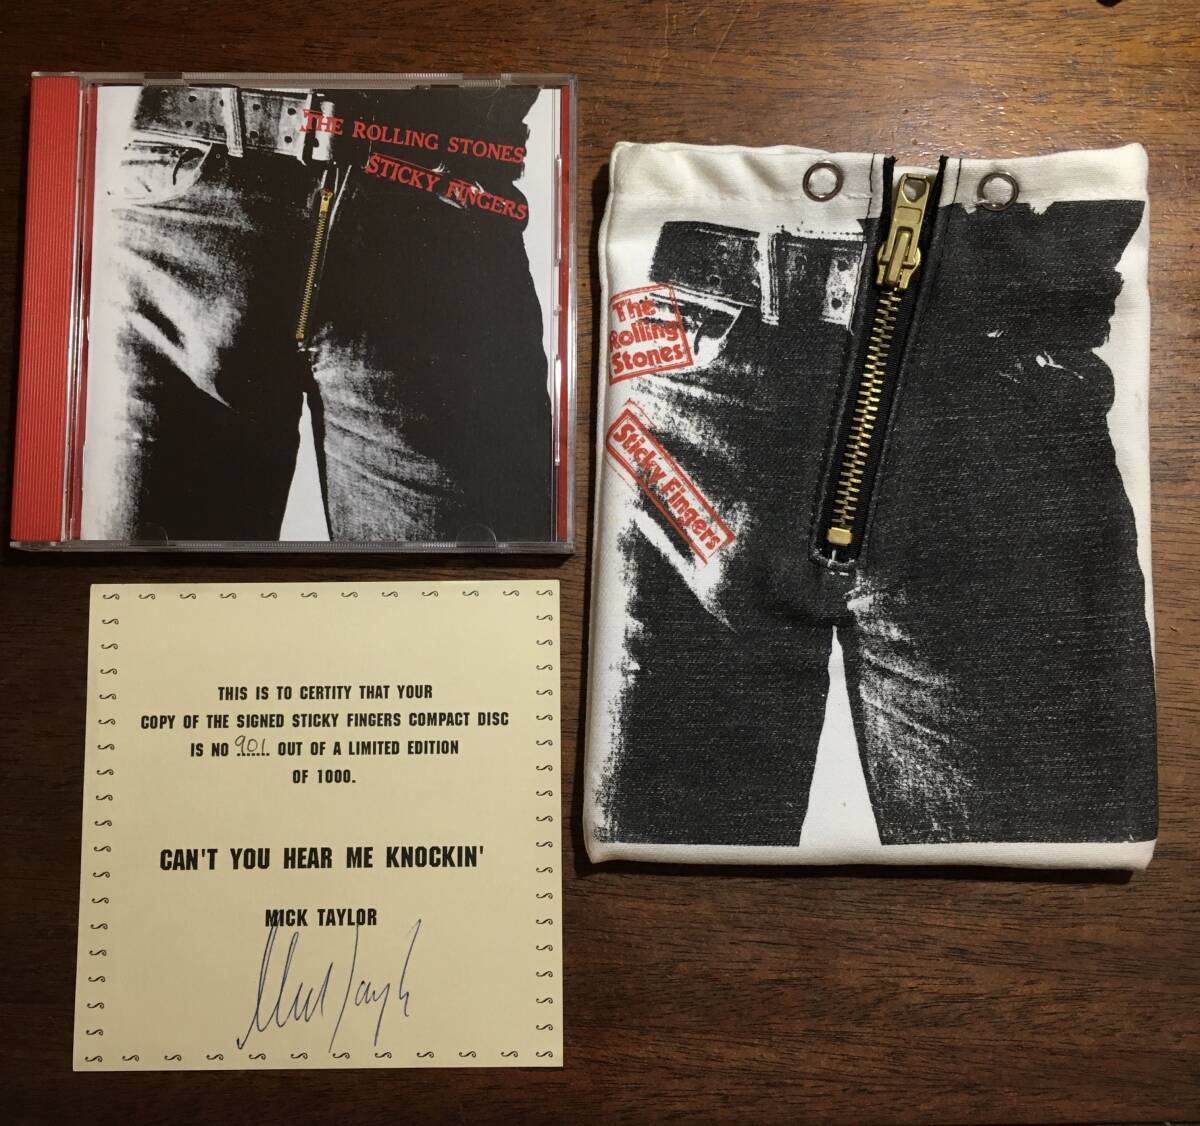 THE ROLLING STONES
STICKY FINGERS
The
Rolling
Stones
Sticky Fingers
THIS IS TO CERTITY THAT YOUR
COPY OF THE SIGNED STICKY FINGERS COMPACT DISC
IS NO 901 OUT OF A LIMITED EDITION
OF 1000.
CAN'T YOU HEAR ME KNOCKIN'
MICK TAYLOR
Mick Taylor